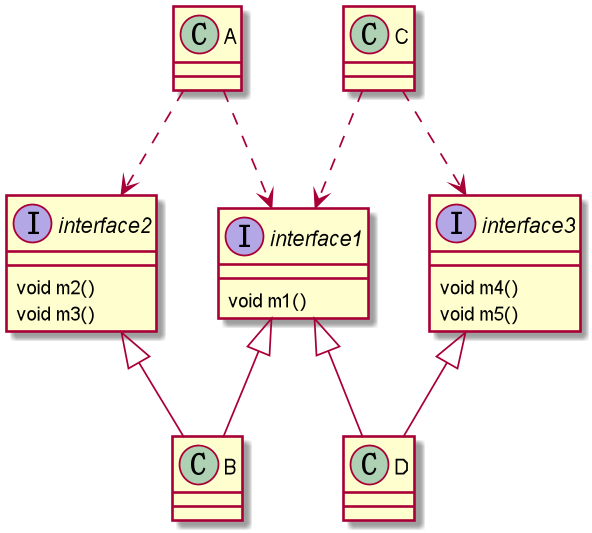 C A
C C
I interface2
void m2()
void m3()
I interface1
void m1()
I interface3
void m4()
void m5()
C B
C D